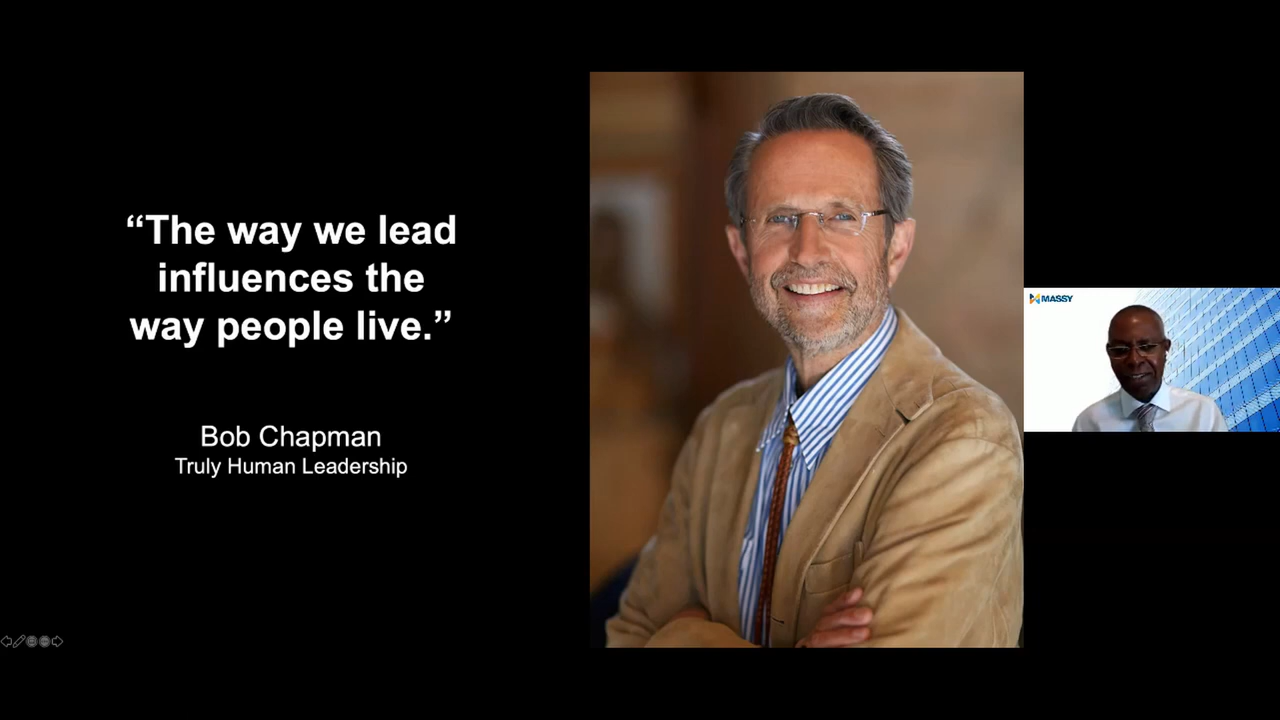 “The way we lead
influences the
way people live.”
Bob Chapman
Truly Human Leadership
MASSY